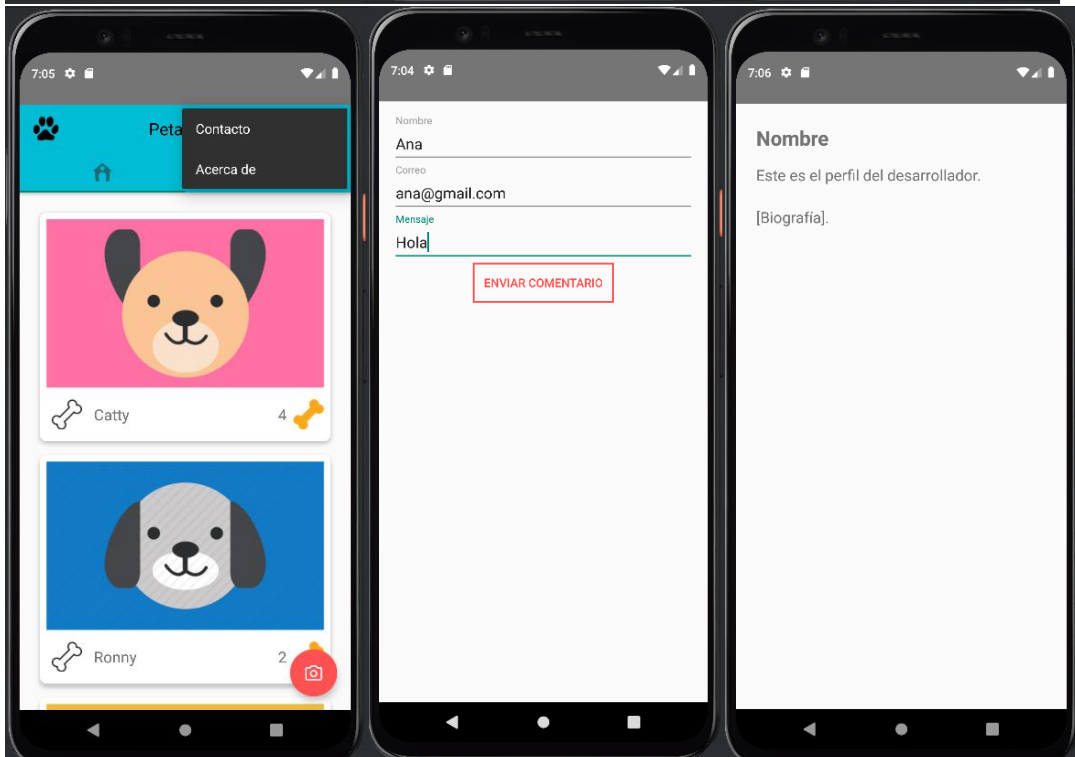 7:05
Peta
Contacto
Acerca de
Catty
4
Ronny
2
7:04
Nombre
Ana
Correo
ana@gmail.com
Mensaje
Hola
ENVIAR COMENTARIO
7:06
Nombre
Este es el perfil del desarrollador.
[Biografía].